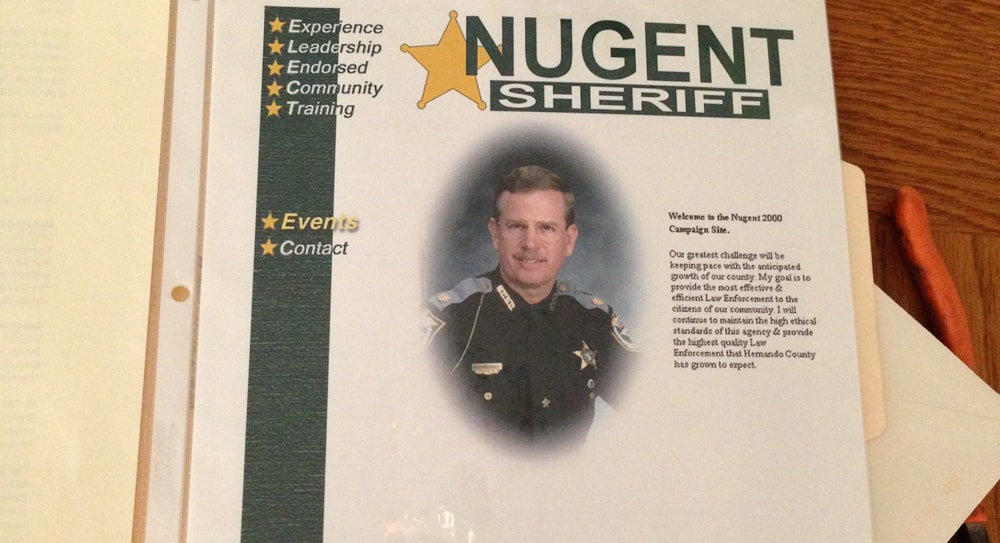 Experience
Leadership
Endorsed
Community
Training
NUGENT
SHERIFF
Events
Contact
Welcome to the Nugent 2000
Campaign Site.
Our greatest challenge will be
keeping pace with the anticipated
growth of our county. My goal is to
provide the most effective &
efficient Law Enforcement to the
citizens of our community. I will
continue to maintain the high ethical
standards of this agency & provide
the highest quality Law
Enforcement that Hernando County
has grown to expect.